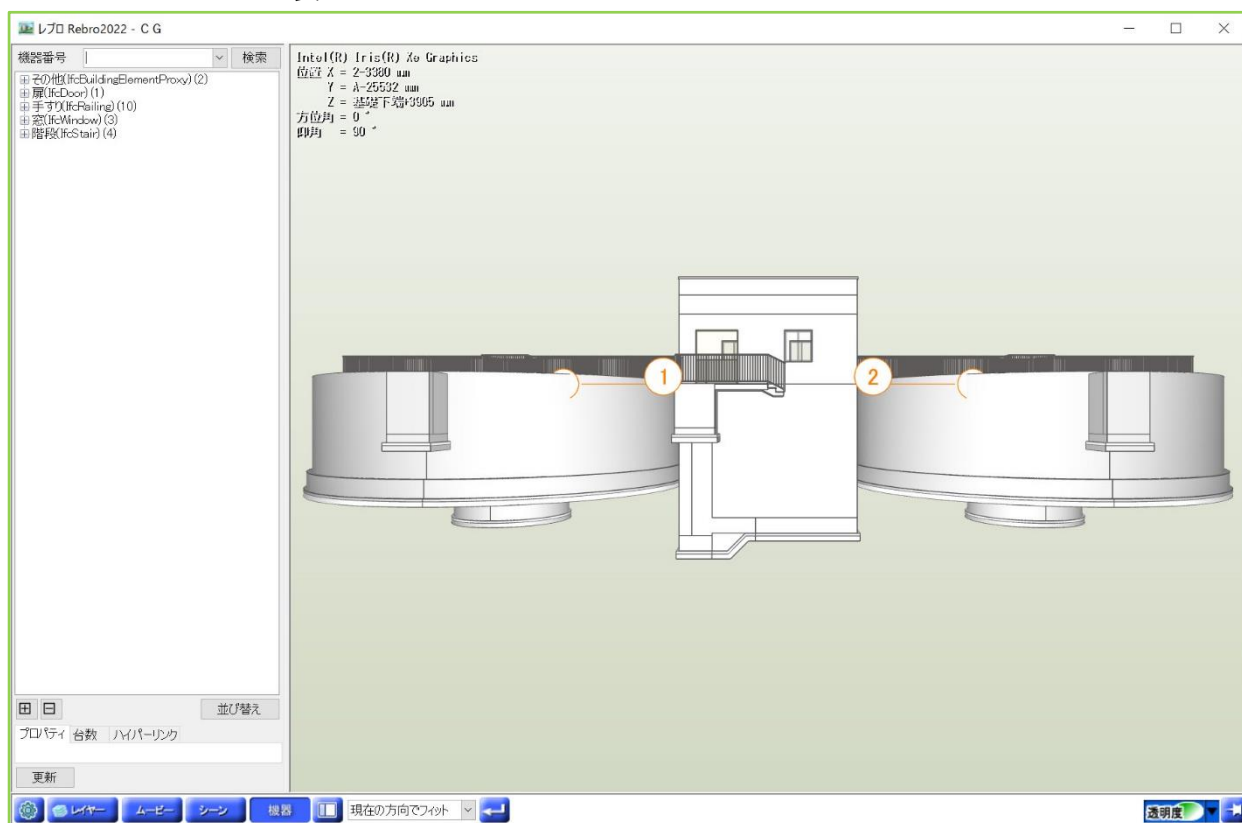 レブロ Rebro2022 - C G
機器番号 検索
その他(IfcBuildingElementProxy)(2)
扉(IfcDoor)(1)
手すり(IfcRailing)(10)
窓(IfcWindow)(3)
階段(IfcStair)(4)
Intel(R) Iris(R) Xe Graphics
位置 X = 2-3380 mm
Y = A-25532 mm
Z = 基礎下端+3905 mm
方位角 = 0 °
仰角 = 90 °
1 2
並び替え
プロパティ 台数 ハイパーリンク
更新
レイヤー ムービー シーン 機器 現在の方向でフィット 透明度